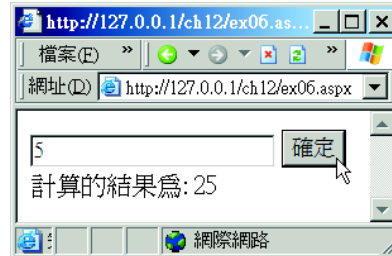 http://127.0.0.1/ch12/ex06.as...
檔案(F) »  »
網址(D) http://127.0.0.1/ch12/ex06.aspx
5 確定
計算的結果為: 25
網際網路